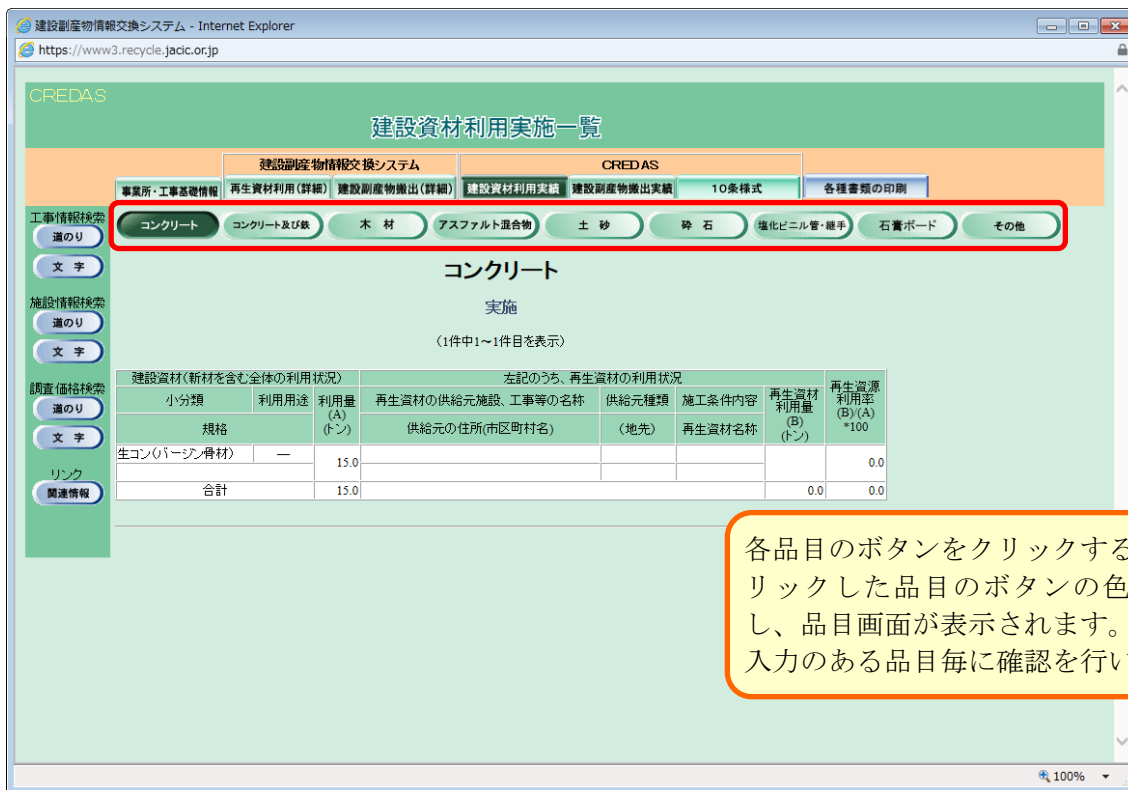 建設副産物情報交換システム - Internet Explorer
https://www3.recycle.jacic.or.jp
CREDAS
建設資材利用実施一覧
建設副産物情報交換システム CREDAS
事業所・工事基礎情報 再生資材利用(詳細) 建設副産物搬出(詳細) 建設資材利用実績 建設副産物搬出実績 10条様式 各種書類の印刷
工事情報検索
道のり
文 字
施設情報検索
道のり
文 字
調査価格検索
道のり
文 字
リンク
関連情報
コンクリート コンクリート及び鉄 木 材 アスファルト混合物 土 砂 砕 石 塩化ビニル管・継手 石膏ボード その他
コンクリート
実施
(1件中1~1件目を表示)
建設資材(新材を含む全体の利用状況) 左記のうち、再生資材の利用状況 再生資源利用率(B)/(A)*100
小分類 利用用途 利用量(A)(トン) 再生資材の供給元施設、工事等の名称 供給元種類 施工条件内容 再生資材利用量(B)(トン)
規格 供給元の住所(市区町村名) (地先) 再生資材名称
生コン(バージン骨材) ― 15.0 0.0
合計 15.0 0.0 0.0
各品目のボタンをクリックする
リックした品目のボタンの色
し、品目画面が表示されます。
入力のある品目毎に確認を行い
100%